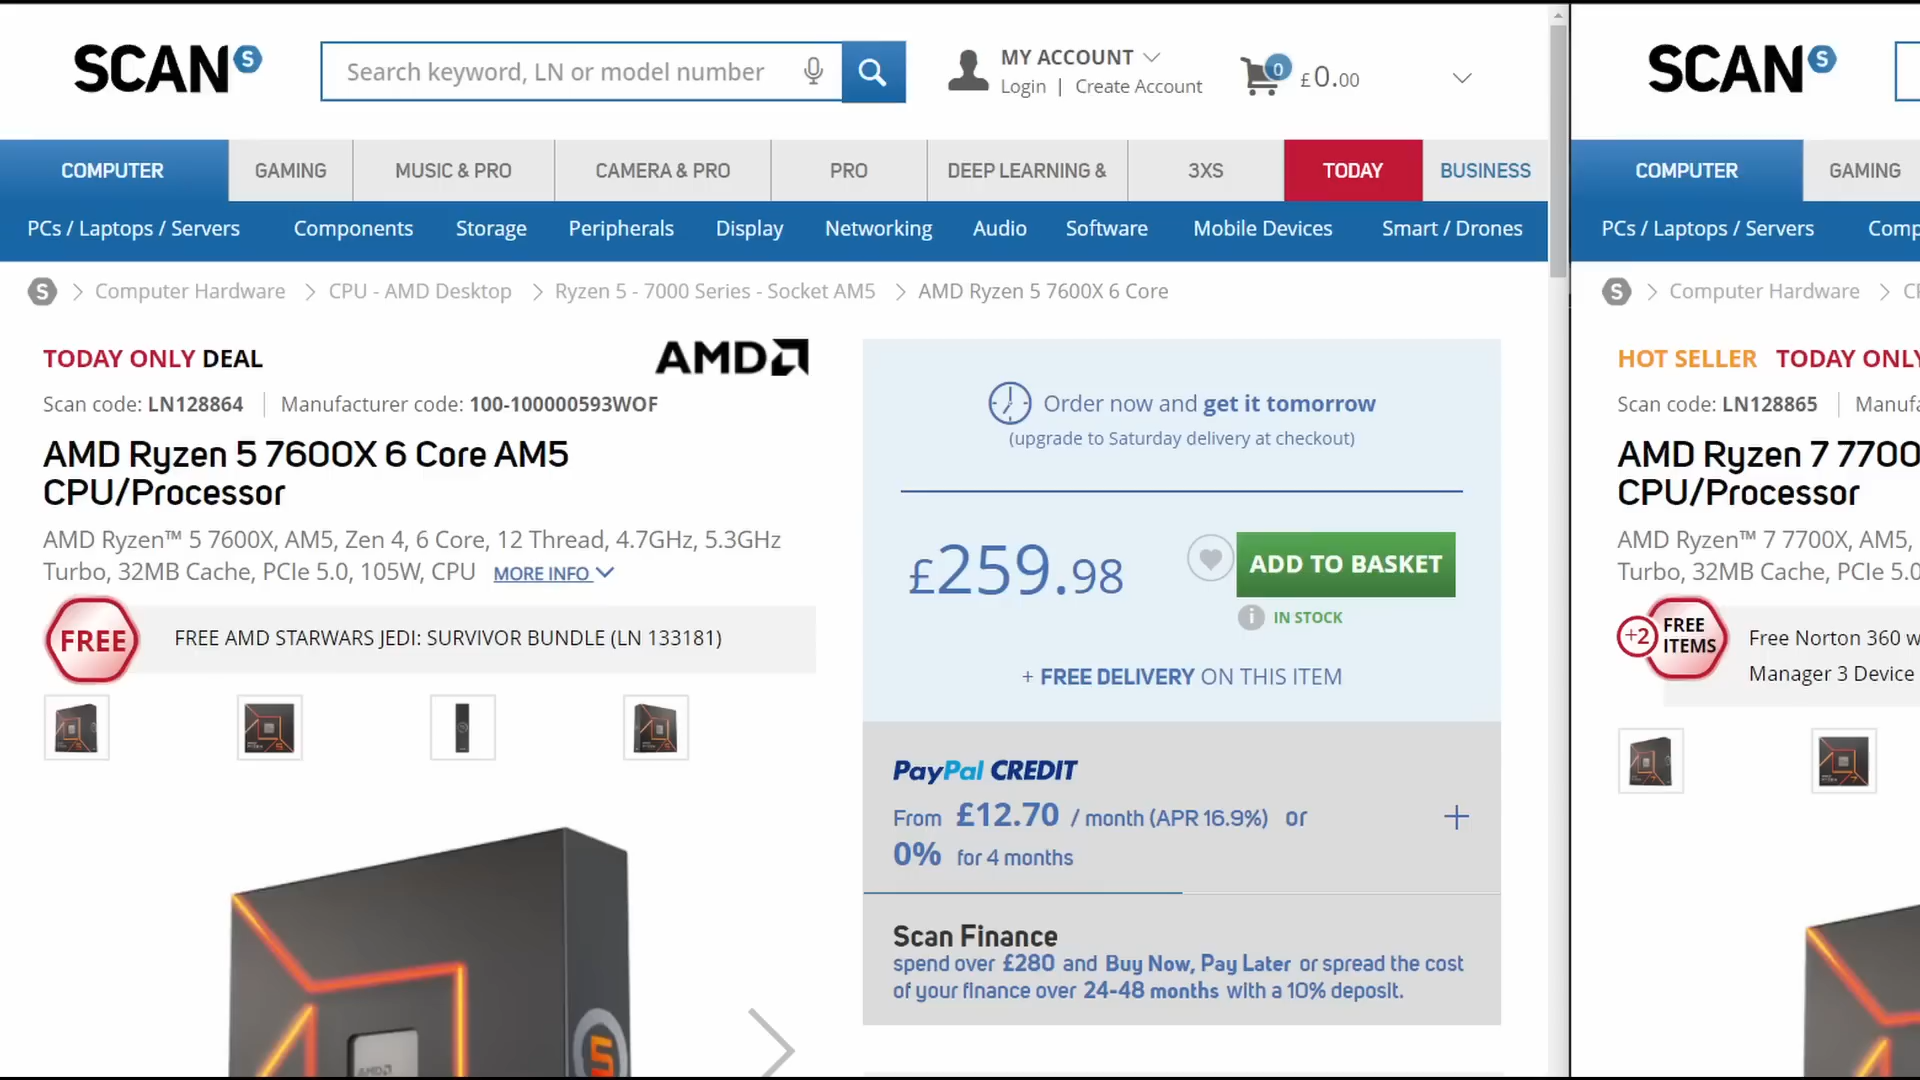 SCAN S
Search keyword, LN or model number
MY ACCOUNT
Login | Create Account
0
£0.00
COMPUTER
GAMING
MUSIC & PRO
CAMERA & PRO
PRO
DEEP LEARNING &
3XS
TODAY
BUSINESS
PCs / Laptops / Servers
Components
Storage
Peripherals
Display
Networking
Audio
Software
Mobile Devices
Smart / Drones
S > Computer Hardware > CPU - AMD Desktop > Ryzen 5 - 7000 Series - Socket AM5 > AMD Ryzen 5 7600X 6 Core
TODAY ONLY DEAL
AMD
Scan code: LN128864 | Manufacturer code: 100-100000593WOF
AMD Ryzen 5 7600X 6 Core AM5
CPU/Processor
AMD Ryzen™ 5 7600X, AM5, Zen 4, 6 Core, 12 Thread, 4.7GHz, 5.3GHz
Turbo, 32MB Cache, PCIe 5.0, 105W, CPU MORE INFO
FREE
FREE AMD STARWARS JEDI: SURVIVOR BUNDLE (LN 133181)
AMD
5
Order now and get it tomorrow
(upgrade to Saturday delivery at checkout)
£259.98
ADD TO BASKET
i IN STOCK
+ FREE DELIVERY ON THIS ITEM
PayPal CREDIT
From £12.70 / month (APR 16.9%) or
0% for 4 months
+
Scan Finance
spend over £280 and Buy Now, Pay Later or spread the cost
of your finance over 24-48 months with a 10% deposit.
SCAN S
COMPUTER
GAMING
PCs / Laptops / Servers
Comp
S > Computer Hardware >
HOT SELLER TODAY ONLY
Scan code: LN128865 | Manufa
AMD Ryzen 7 7700
CPU/Processor
AMD Ryzen™ 7 7700X, AM5,
Turbo, 32MB Cache, PCIe 5.0
+2 FREE
ITEMS
Free Norton 360 w
Manager 3 Device